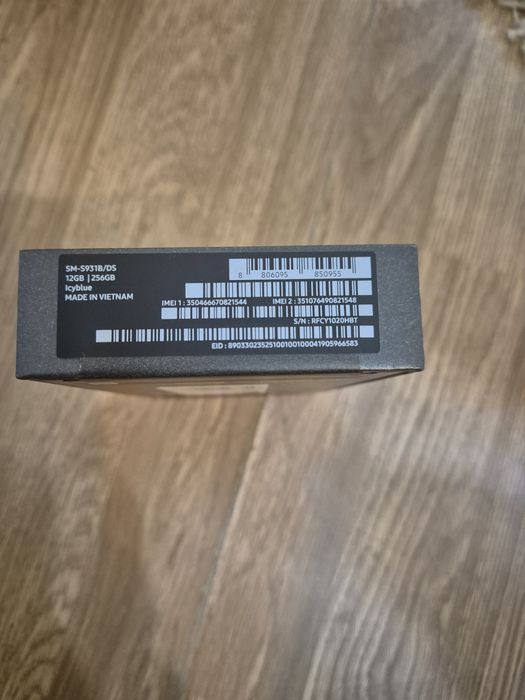 SM-S931B/DS
12GB | 256GB
Icyblue
MADE IN VIETNAM
8 806095 850955
IMEI 1 : 350466670821544 IMEI 2 : 351076490821548
S/N : RFCY1020HBT
EID : 89033023525100100100041905966583